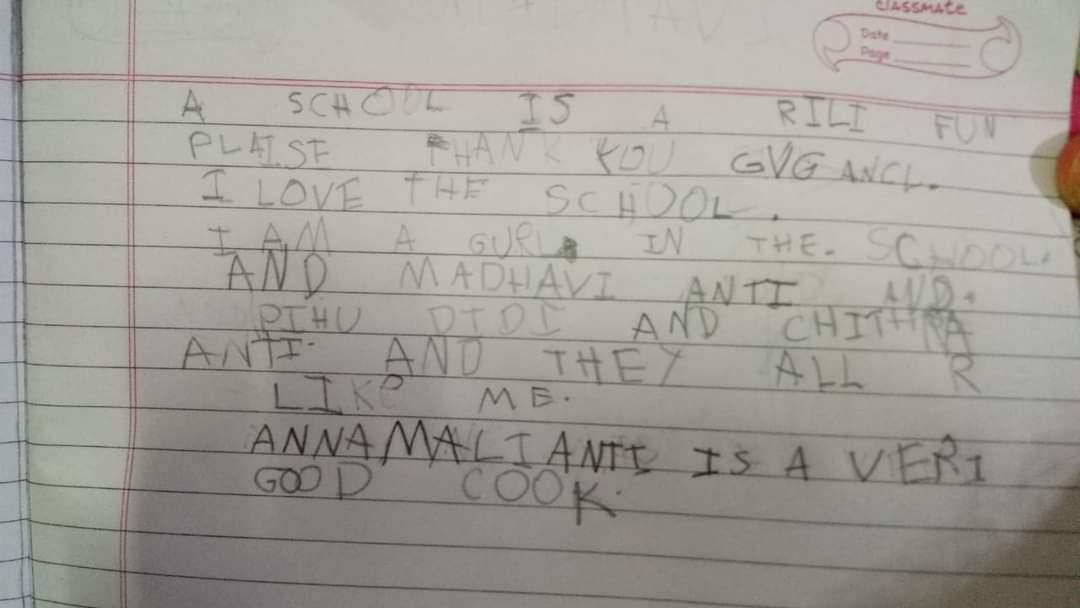 CLASSMATE
Date
Page
A SCHOOL IS A RILI FUN
PLAISE THANK YOU GVG ANCL.
I LOVE THE SCHOOL.
I AM A GURL IN THE. SCHOOL.
AND MADHAVI ANTI AND.
PIHU DIDI AND CHITHRA
ANTI. AND THEY ALL R
LIKE ME.
ANNAMALI ANTI IS A VERI
GOOD COOK.